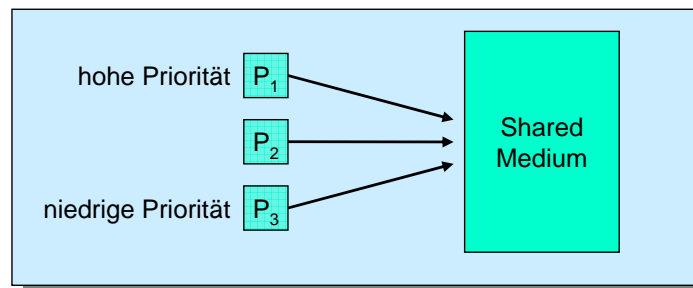 hohe Priorität P₁
P₂
niedrige Priorität P₃
Shared
Medium